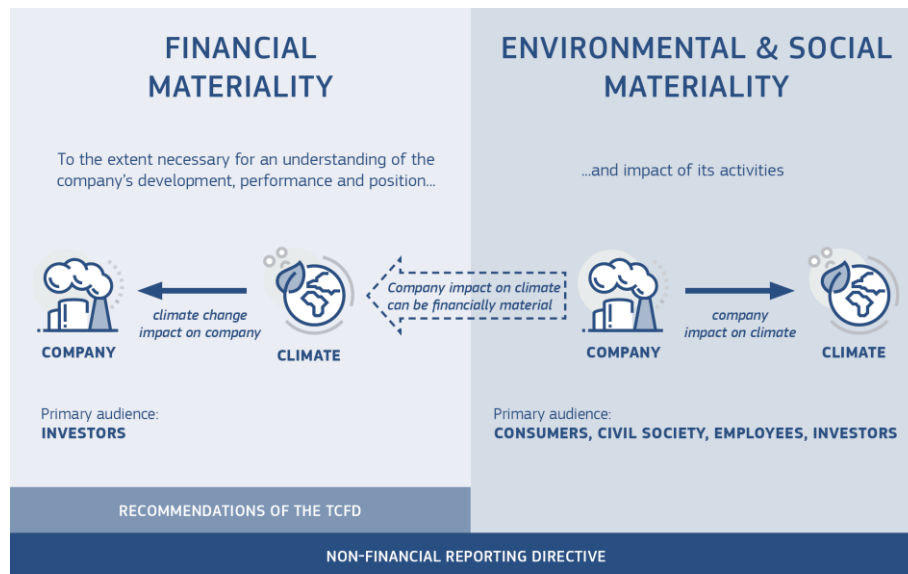 FINANCIAL
MATERIALITY
To the extent necessary for an understanding of the
company's development, performance and position...
climate change
impact on company
COMPANY
CLIMATE
Primary audience:
INVESTORS
Company impact on climate
can be financially material
ENVIRONMENTAL & SOCIAL
MATERIALITY
...and impact of its activities
company
impact on climate
COMPANY
CLIMATE
Primary audience:
CONSUMERS, CIVIL SOCIETY, EMPLOYEES, INVESTORS
RECOMMENDATIONS OF THE TCFD
NON-FINANCIAL REPORTING DIRECTIVE